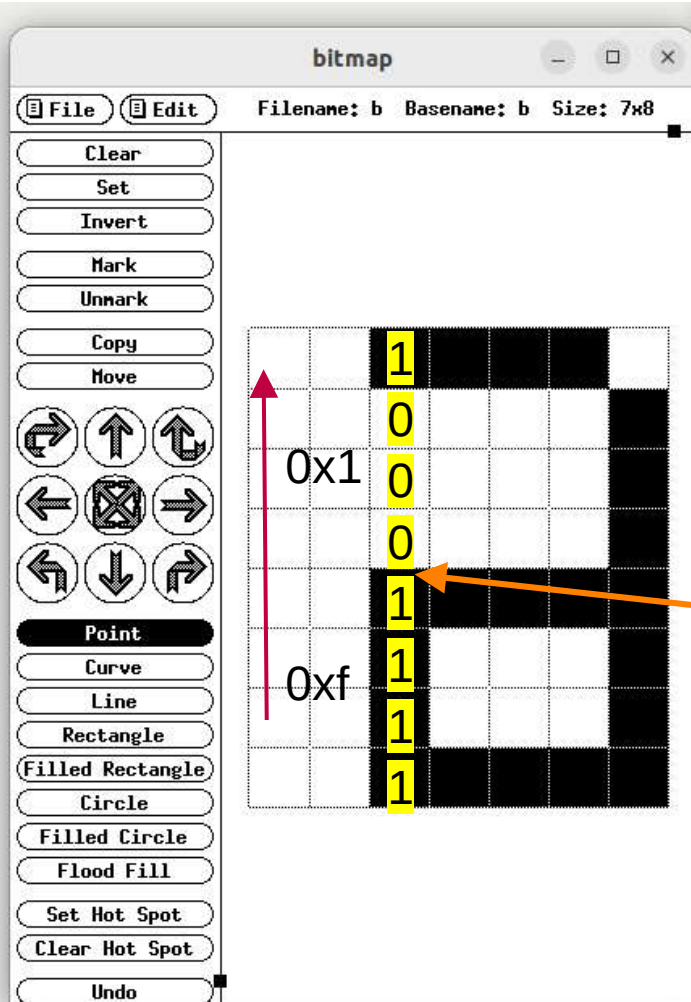 bitmap
File Edit Filename: b Basename: b Size: 7x8
Clear
Set
Invert
Mark
Unmark
Copy
Move
Point
Curve
Line
Rectangle
Filled Rectangle
Circle
Filled Circle
Flood Fill
Set Hot Spot
Clear Hot Spot
Undo
1
0
0x1 0
0
1
0xf 1
1
1